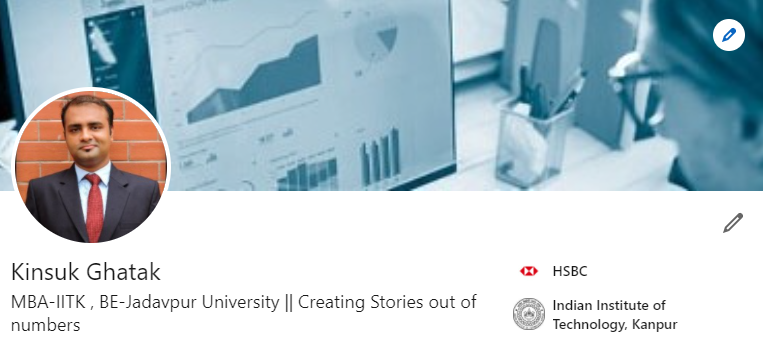 Kinsuk Ghatak
MBA-IITK , BE-Jadavpur University || Creating Stories out of
numbers
HSBC
Indian Institute of
Technology, Kanpur